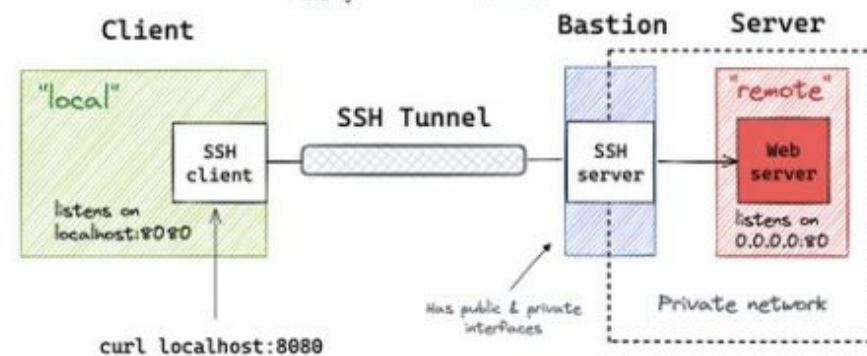 Client
Bastion
Server
"local"
"remote"
SSH Tunnel
SSH
client
SSH
server
Web
server
listens on
localhost:8080
listens on
0.0.0.0:80
Has public & private
interfaces
Private network
curl localhost:8080